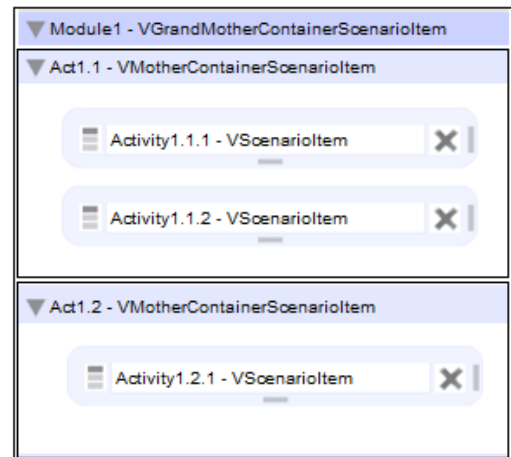 Module1 - VGrandMotherContainerScenarioItem
Act1.1 - VMotherContainerScenarioItem
Activity1.1.1 - VScenarioItem
Activity1.1.2 - VScenarioItem
Act1.2 - VMotherContainerScenarioItem
Activity1.2.1 - VScenarioItem